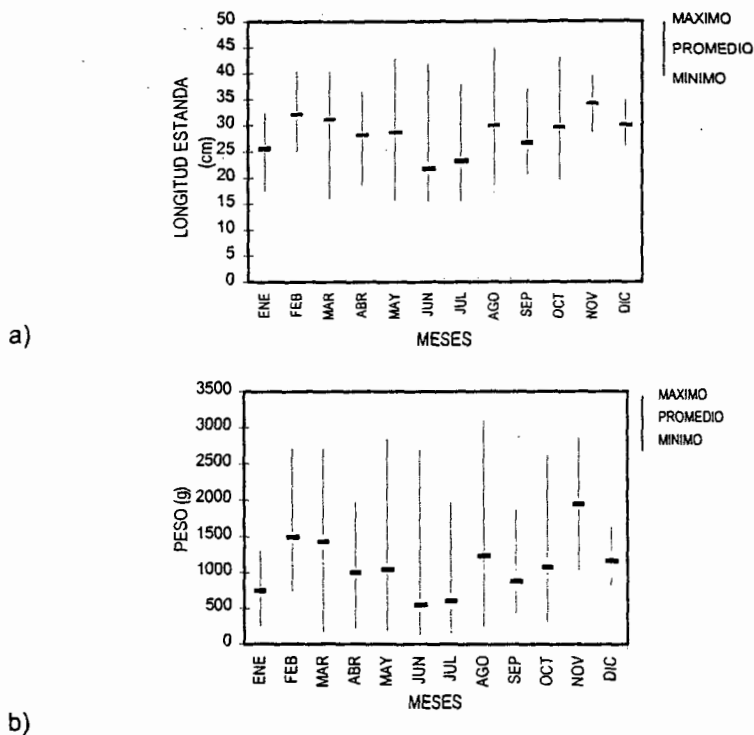 50
45
40
35
30
25
20
15
10
5
0
LONGITUD ESTANDA
(cm)
ENE
FEB
MAR
ABR
MAY
JUN
JUL
AGO
SEP
OCT
NOV
DIC
MESES
MAXIMO
PROMEDIO
MINIMO
a)
3500
3000
2500
2000
1500
1000
500
0
PESO (g)
ENE
FEB
MAR
ABR
MAY
JUN
JUL
AGO
SEP
OCT
NOV
DIC
MESES
MAXIMO
PROMEDIO
MINIMO
b)